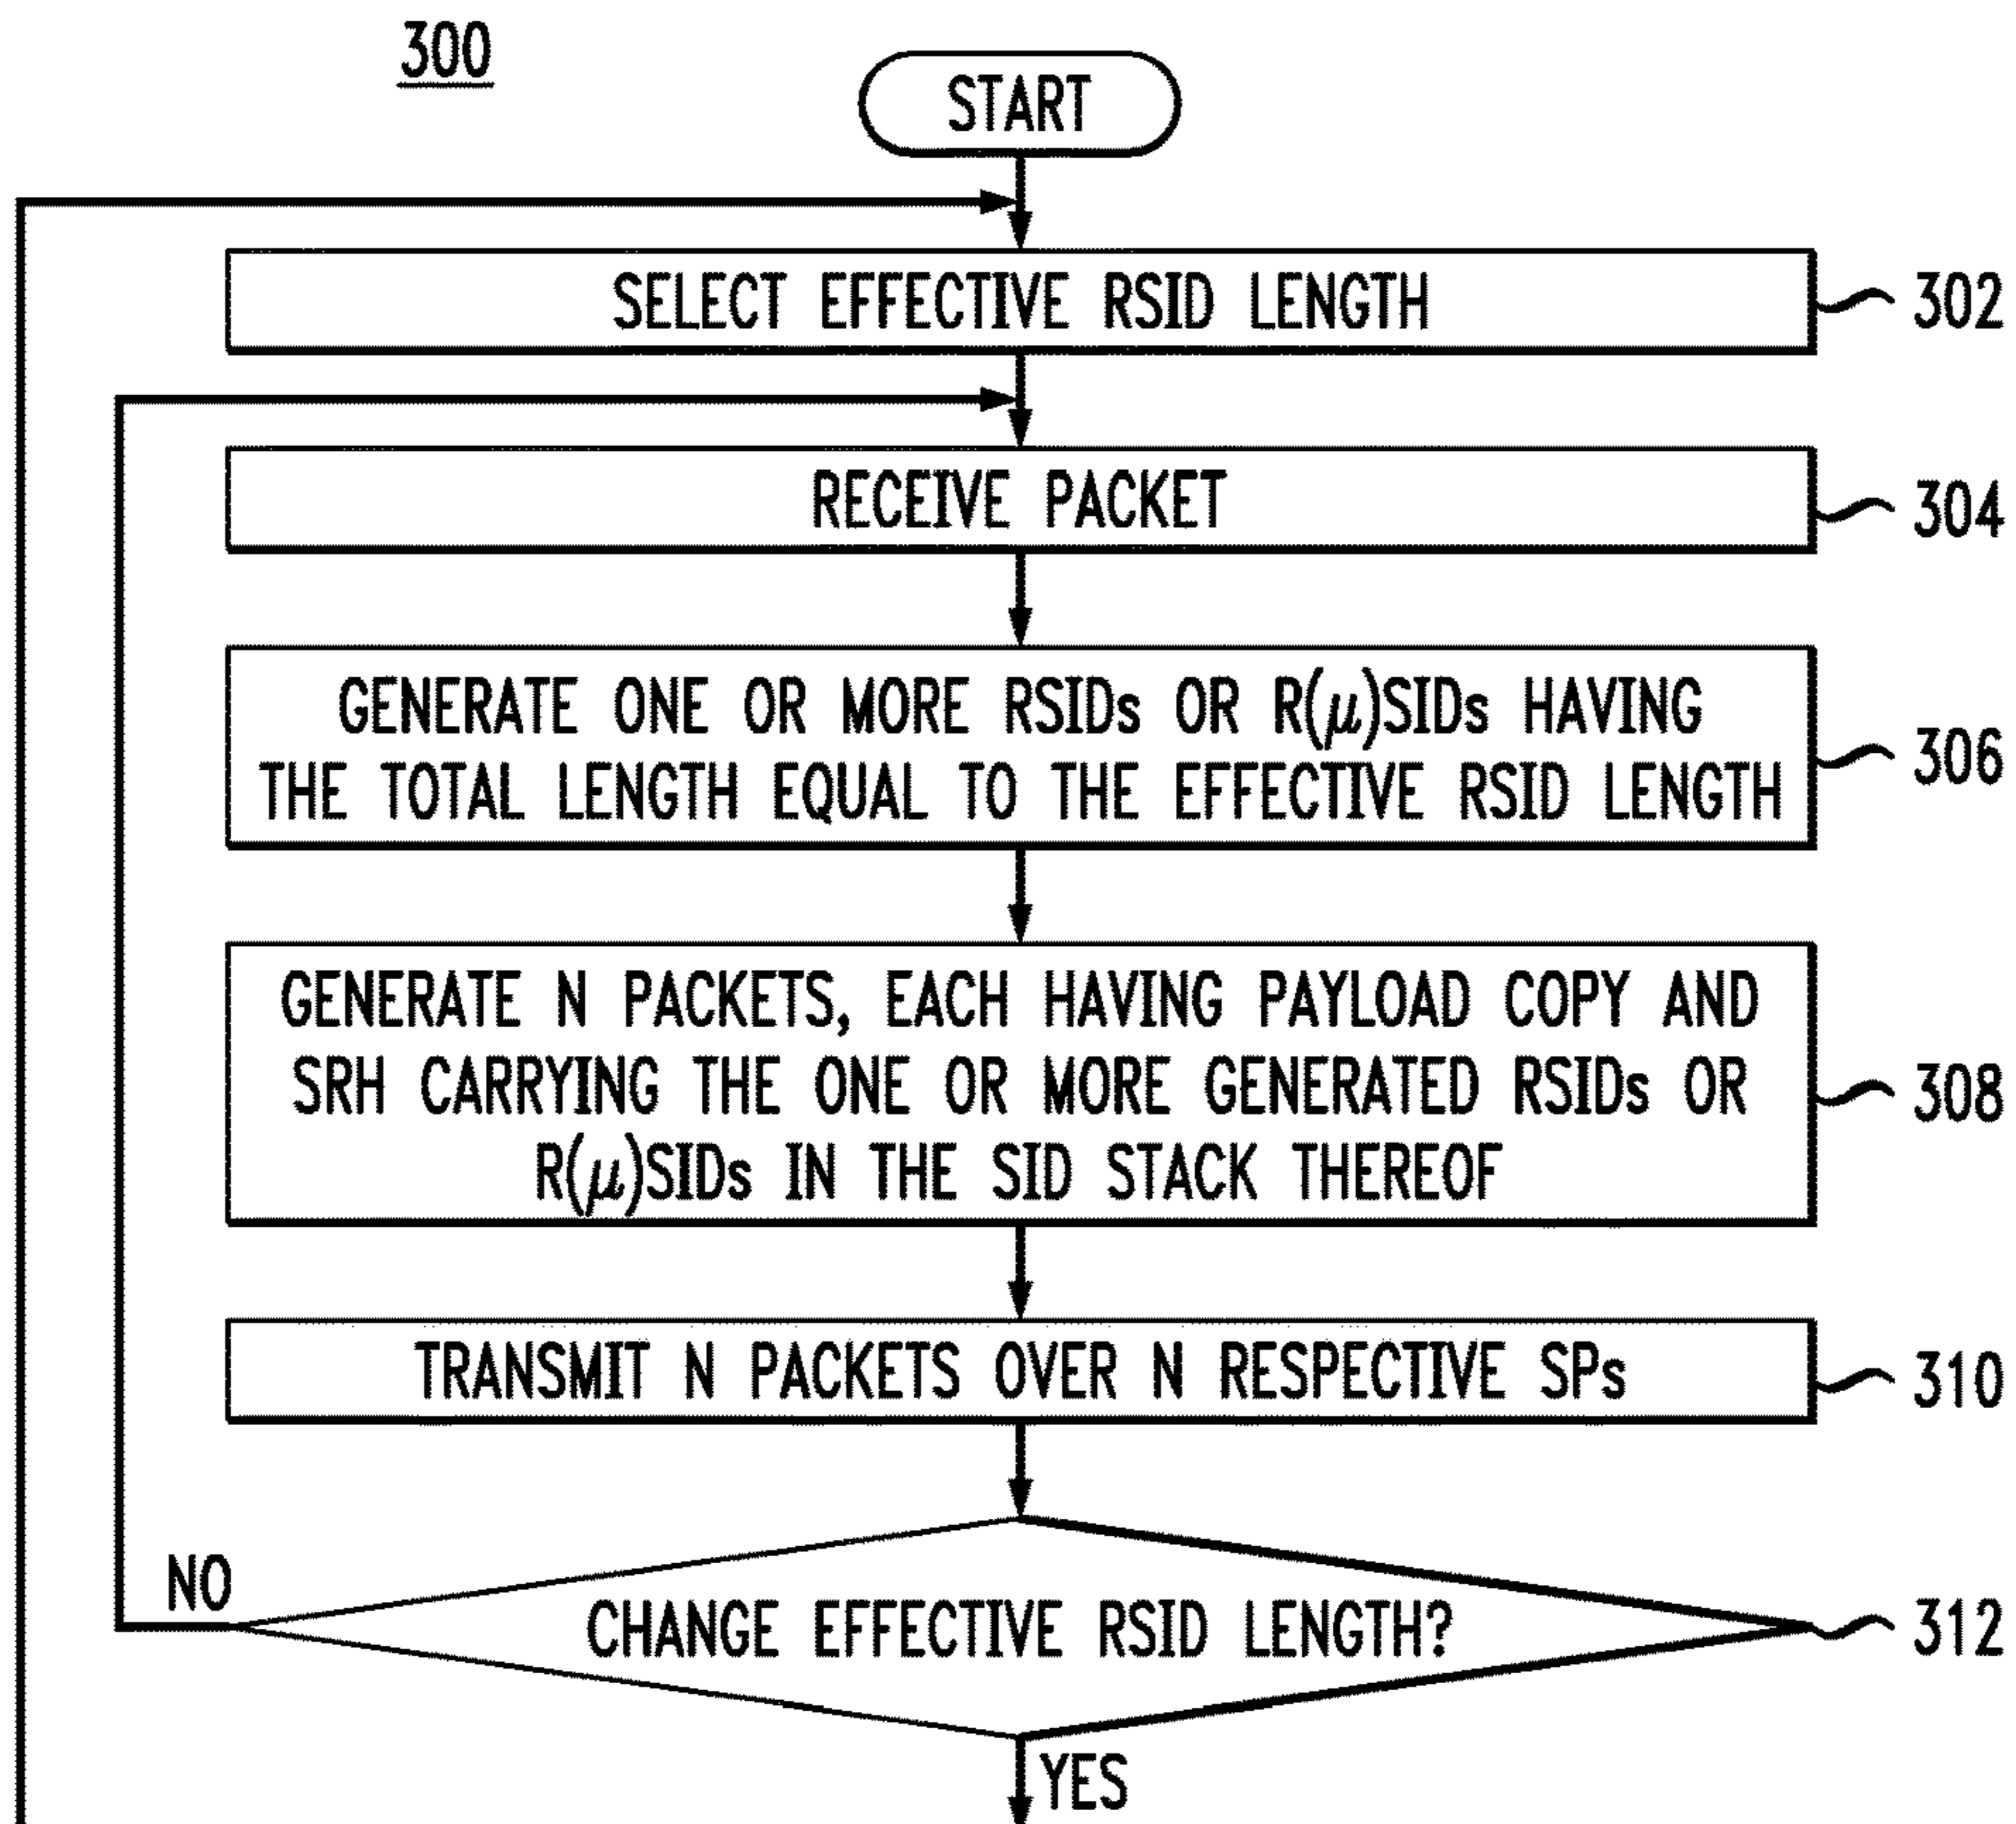 300
START
SELECT EFFECTIVE RSID LENGTH
302
RECEIVE PACKET
304
GENERATE ONE OR MORE RSIDs OR R(μ)SIDs HAVING
THE TOTAL LENGTH EQUAL TO THE EFFECTIVE RSID LENGTH
306
GENERATE N PACKETS, EACH HAVING PAYLOAD COPY AND
SRH CARRYING THE ONE OR MORE GENERATED RSIDs OR
R(μ)SIDs IN THE SID STACK THEREOF
308
TRANSMIT N PACKETS OVER N RESPECTIVE SPs
310
NO
CHANGE EFFECTIVE RSID LENGTH?
312
YES